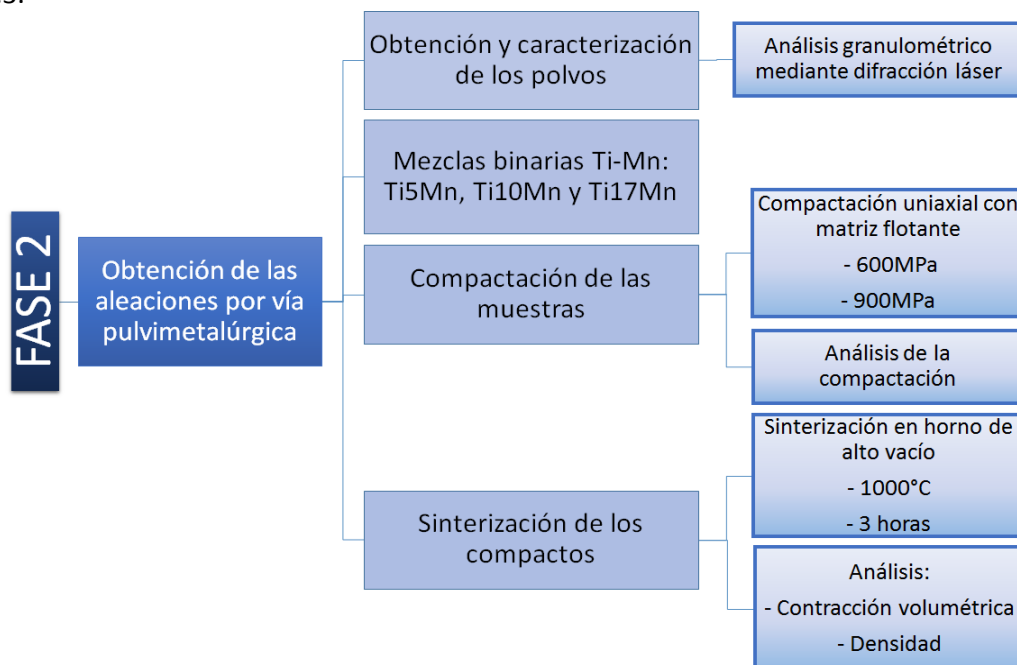 s.
FASE 2
Obtención de las
aleaciones por vía
pulvimetalúrgica
Obtención y caracterización
de los polvos
Análisis granulométrico
mediante difracción láser
Mezclas binarias Ti-Mn:
Ti5Mn, Ti10Mn y Ti17Mn
Compactación de las
muestras
Compactación uniaxial con
matriz flotante
- 600MPa
- 900MPa
Análisis de la
compactación
Sinterización de los
compactos
Sinterización en horno de
alto vacío
- 1000°C
- 3 horas
Análisis:
- Contracción volumétrica
- Densidad